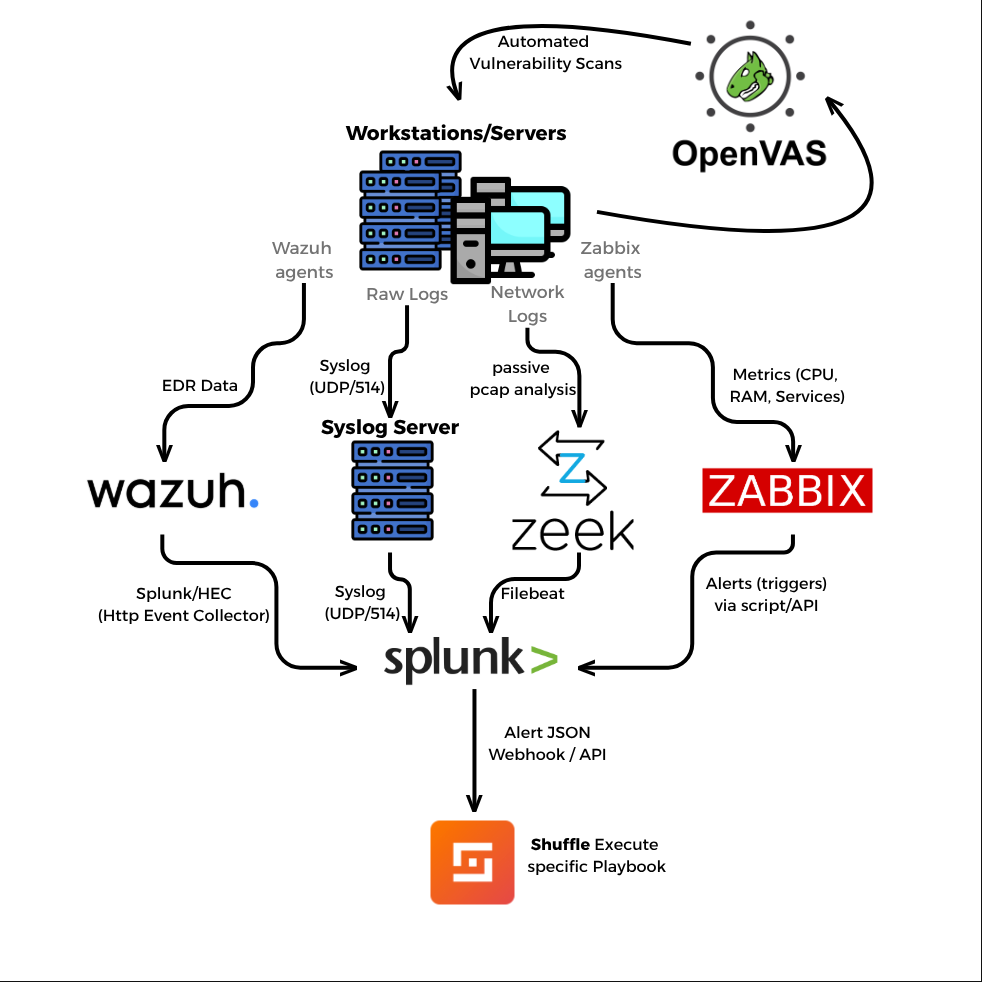 Automated
Vulnerability Scans
OpenVAS
Workstations/Servers
Wazuh
agents
Raw Logs
Network
Logs
Zabbix
agents
EDR Data
Syslog
(UDP/514)
passive
pcap analysis
Metrics (CPU,
RAM, Services)
Syslog Server
wazuh.
Z
zeek
ZABBIX
Splunk/HEC
(Http Event Collector)
Syslog
(UDP/514)
Filebeat
Alerts (triggers)
via script/API
splunk>
Alert JSON
Webhook / API
Shuffle Execute
specific Playbook